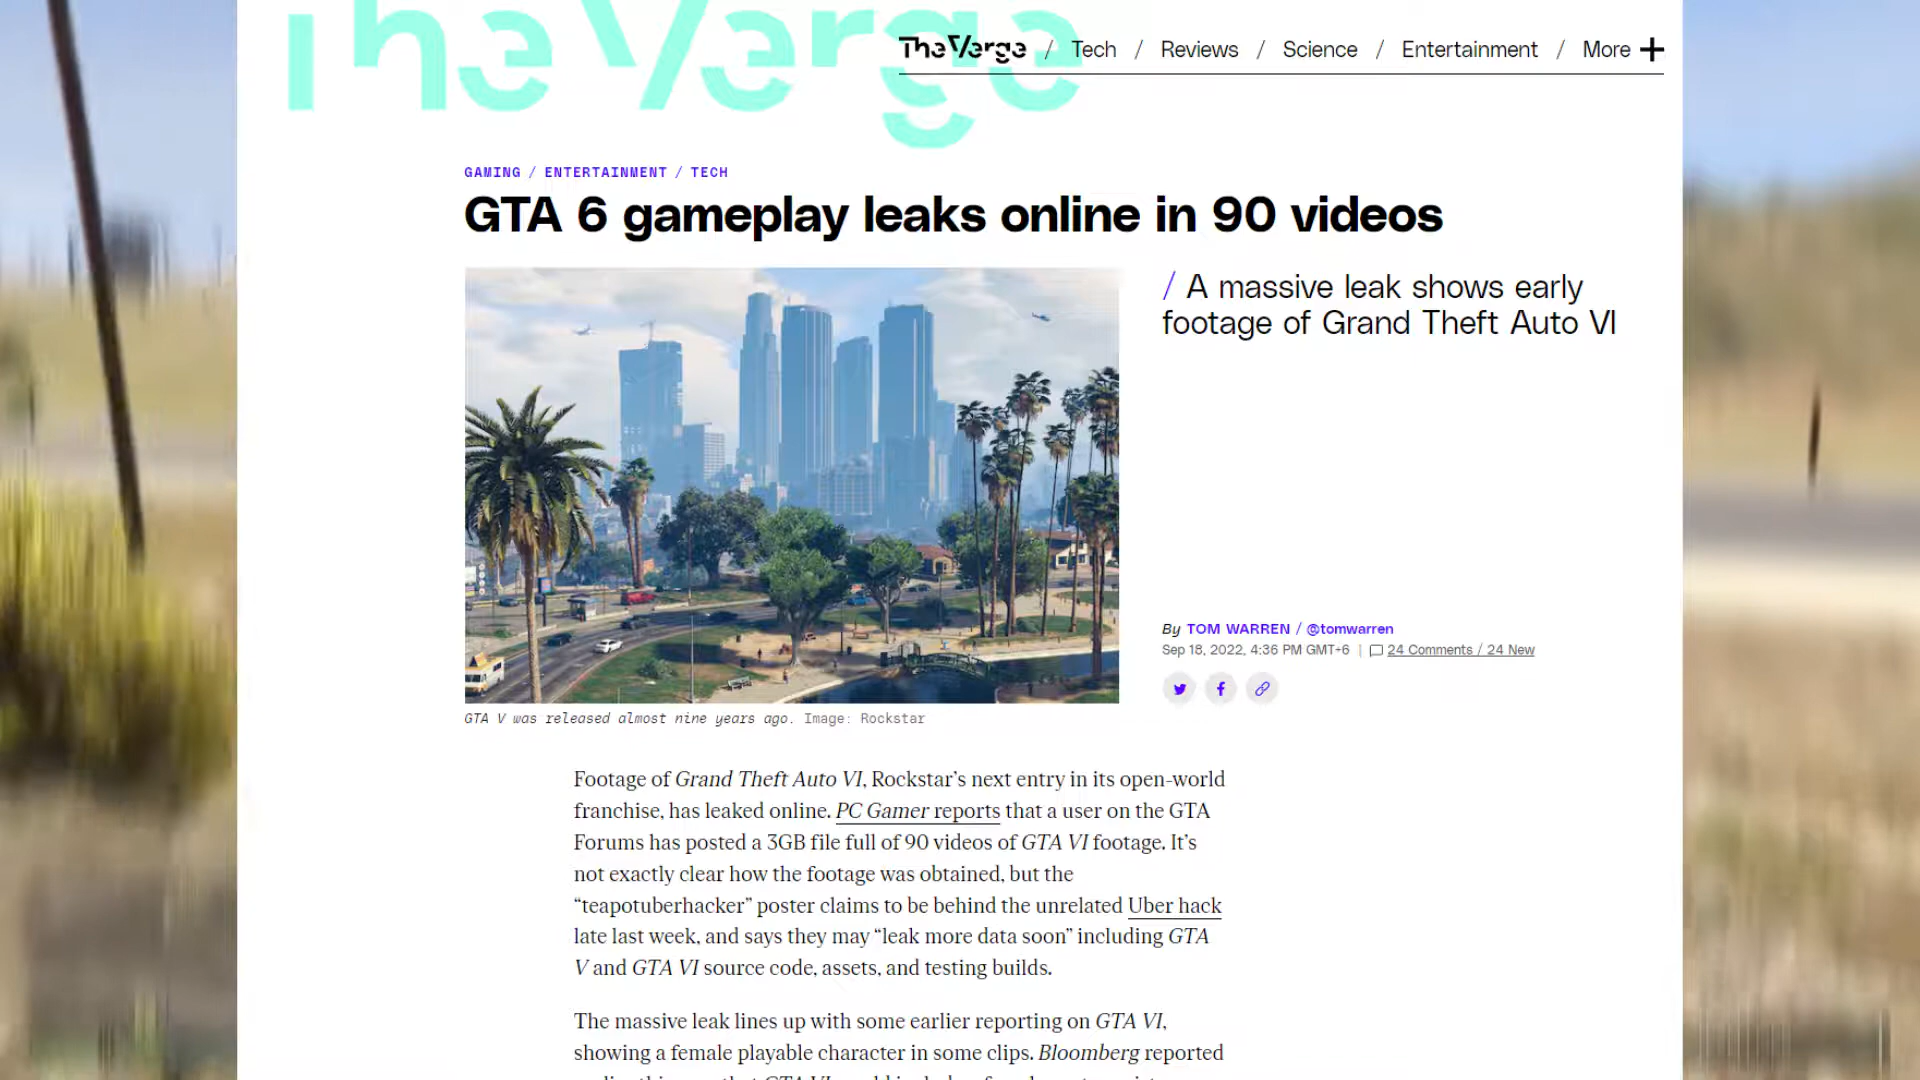 The Verge
The Verge / Tech / Reviews / Science / Entertainment / More +
GAMING / ENTERTAINMENT / TECH
GTA 6 gameplay leaks online in 90 videos
/ A massive leak shows early
footage of Grand Theft Auto VI
By TOM WARREN / @tomwarren
Sep 18, 2022, 4:36 PM GMT+6 | 24 Comments / 24 New
GTA V was released almost nine years ago. Image: Rockstar
Footage of Grand Theft Auto VI, Rockstar’s next entry in its open-world
franchise, has leaked online. PC Gamer reports that a user on the GTA
Forums has posted a 3GB file full of 90 videos of GTA VI footage. It’s
not exactly clear how the footage was obtained, but the
“teapotuberhacker” poster claims to be behind the unrelated Uber hack
late last week, and says they may “leak more data soon” including GTA
V and GTA VI source code, assets, and testing builds.
The massive leak lines up with some earlier reporting on GTA VI,
showing a female playable character in some clips. Bloomberg reported